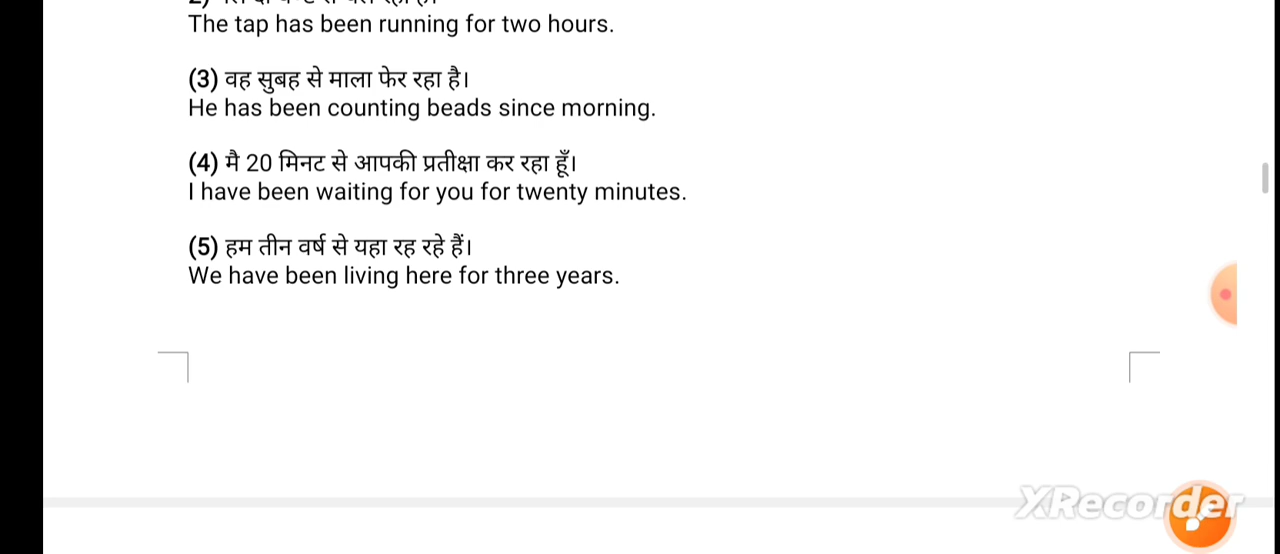 The tap has been running for two hours.
(3) वह सुबह से माला फेर रहा है।
He has been counting beads since morning.
(4) मै 20 मिनट से आपकी प्रतीक्षा कर रहा हूँ।
I have been waiting for you for twenty minutes.
(5) हम तीन वर्ष से यहा रह रहे हैं।
We have been living here for three years.
XRecorder